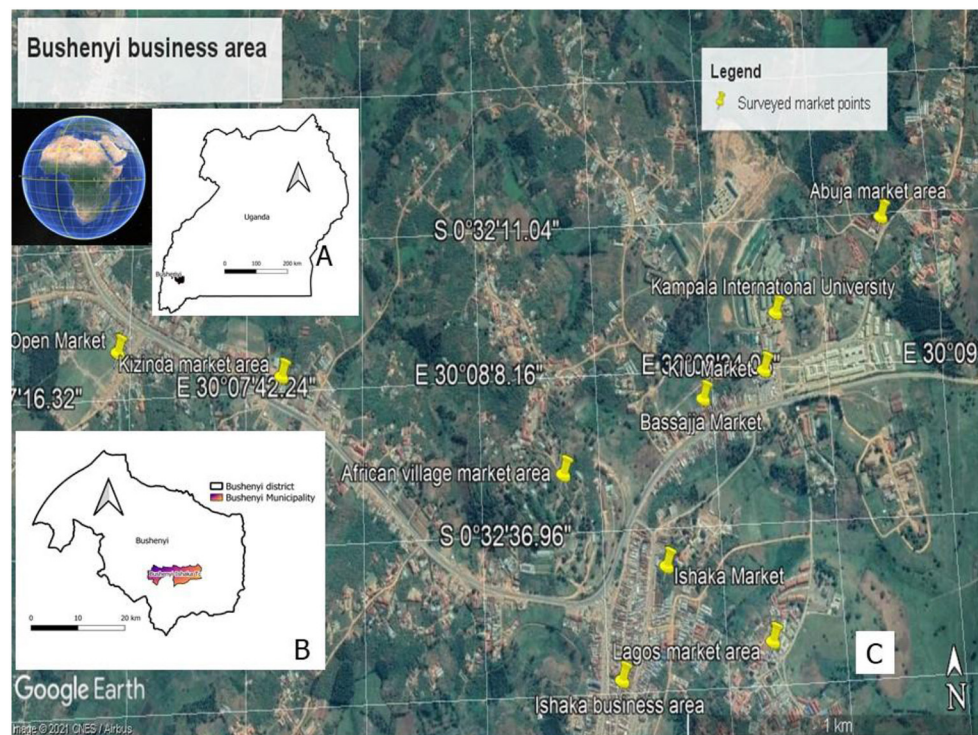 Bushenyi business area
Legend
Surveyed market points
Uganda
Bushenyi
0 100 200 km
A
Abuja market area
S 0°32'11.04"
Kampala International University
Open Market
Kizinda market area
E 30°07'42.24"
7'16.32"
E 30°08'8.16"
E 30°09
KIU Market
Bassajja Market
African village market area
S 0°32'36.96"
Bushenyi district
Bushenyi Municipality
Bushenyi
0 10 20 km
B
Ishaka Market
Lagos market area
Ishaka business area
C
Google Earth
Image © 2021 CNES / Airbus
1 km
N